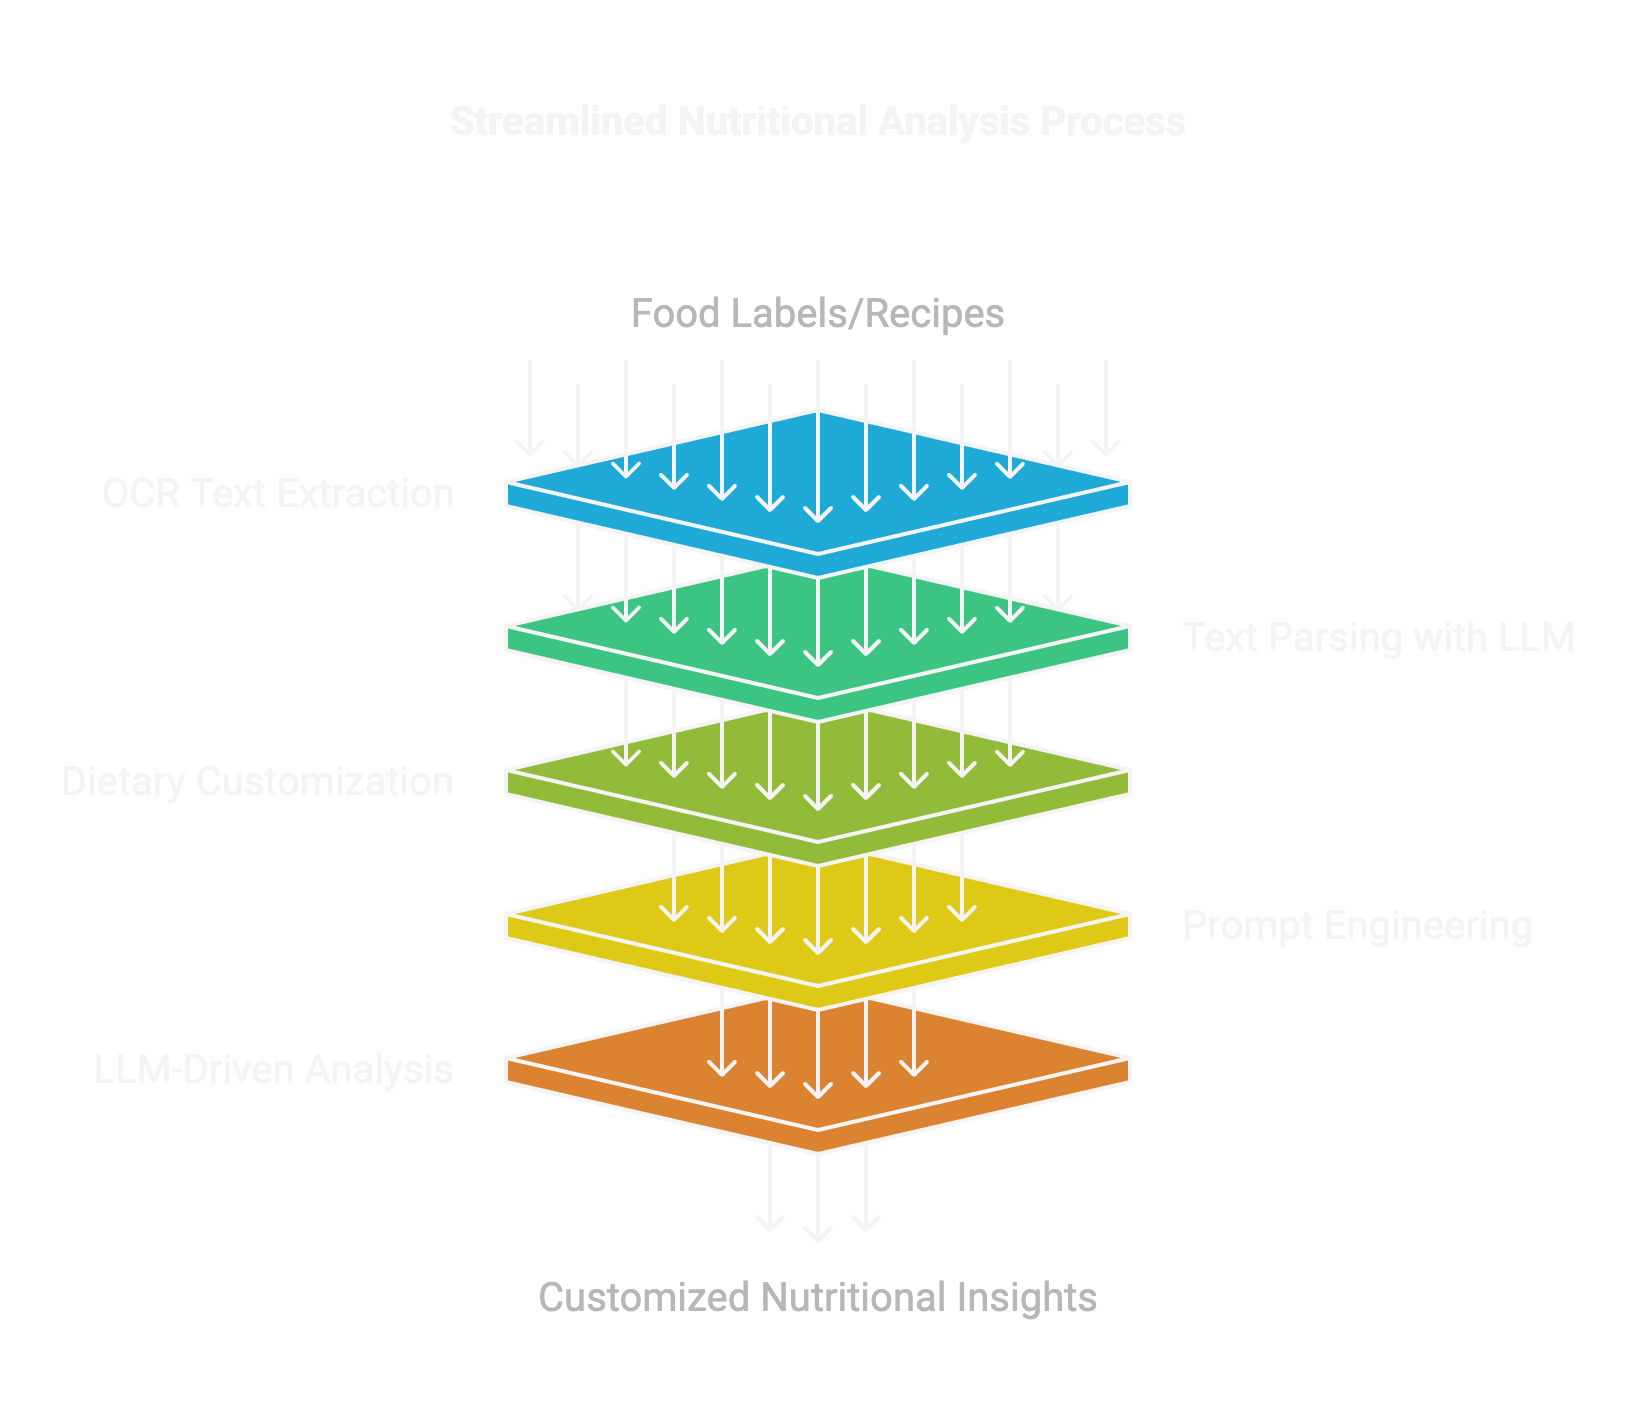 Streamlined Nutritional Analysis Process
Food Labels/Recipes
OCR Text Extraction
Text Parsing with LLM
Dietary Customization
Prompt Engineering
LLM-Driven Analysis
Customized Nutritional Insights